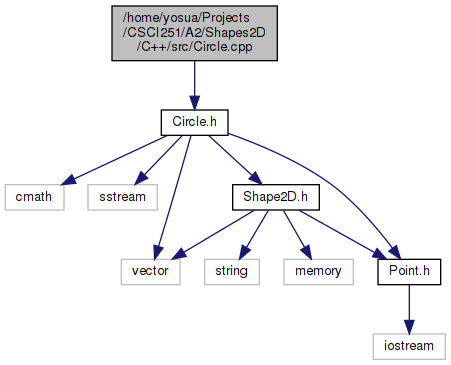 /home/yosua/Projects
/CSCI251/A2/Shapes2D
/C++/src/Circle.cpp
Circle.h
cmath
sstream
Shape2D.h
vector
string
memory
Point.h
iostream